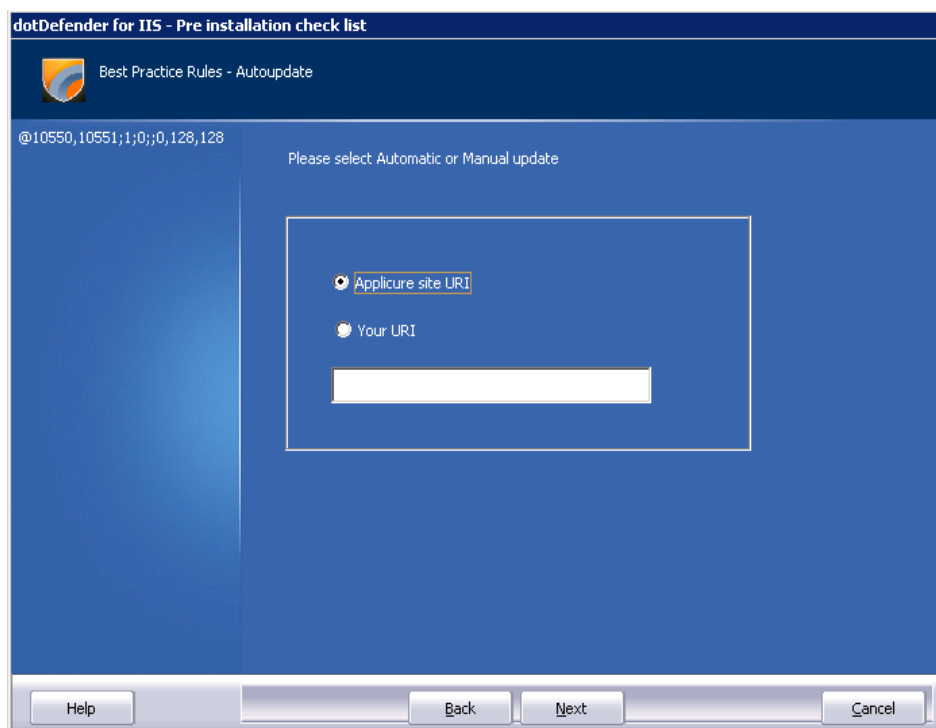 dotDefender for IIS - Pre installation check list
Best Practice Rules - Autoupdate
@10550,10551;1;0;;0,128,128
Please select Automatic or Manual update
Applicure site URI
Your URI
Help
Back
Next
Cancel